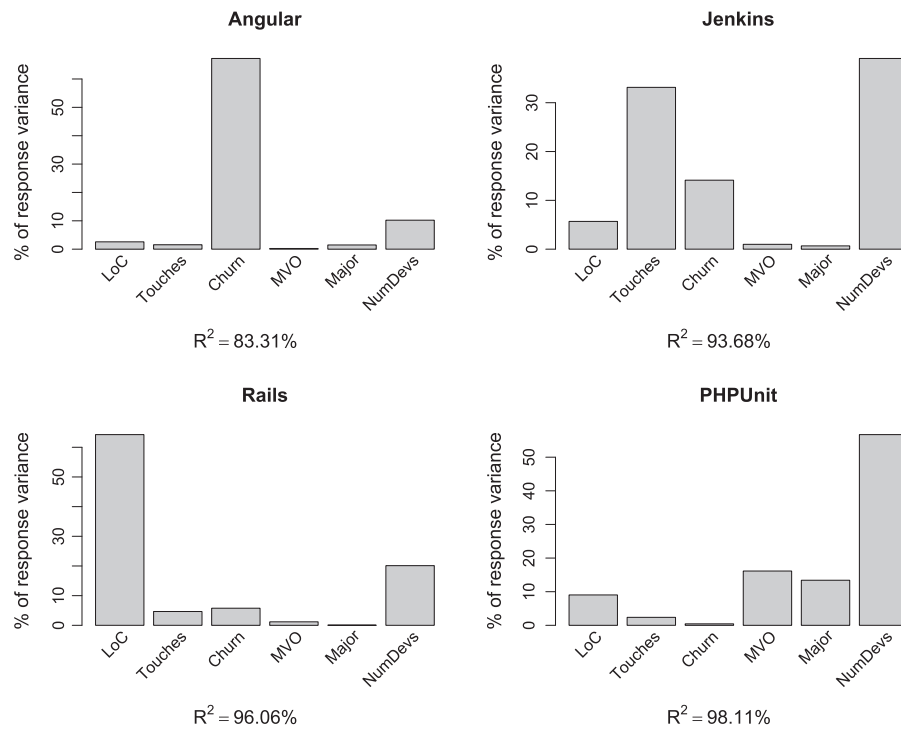 Angular
% of response variance
0 10 30 50
LoC Touches Churn MVO Major NumDevs
R² = 83.31%
Jenkins
% of response variance
0 10 20 30
LoC Touches Churn MVO Major NumDevs
R² = 93.68%
Rails
% of response variance
0 10 30 50
LoC Touches Churn MVO Major NumDevs
R² = 96.06%
PHPUnit
% of response variance
0 10 20 30 40 50
LoC Touches Churn MVO Major NumDevs
R² = 98.11%